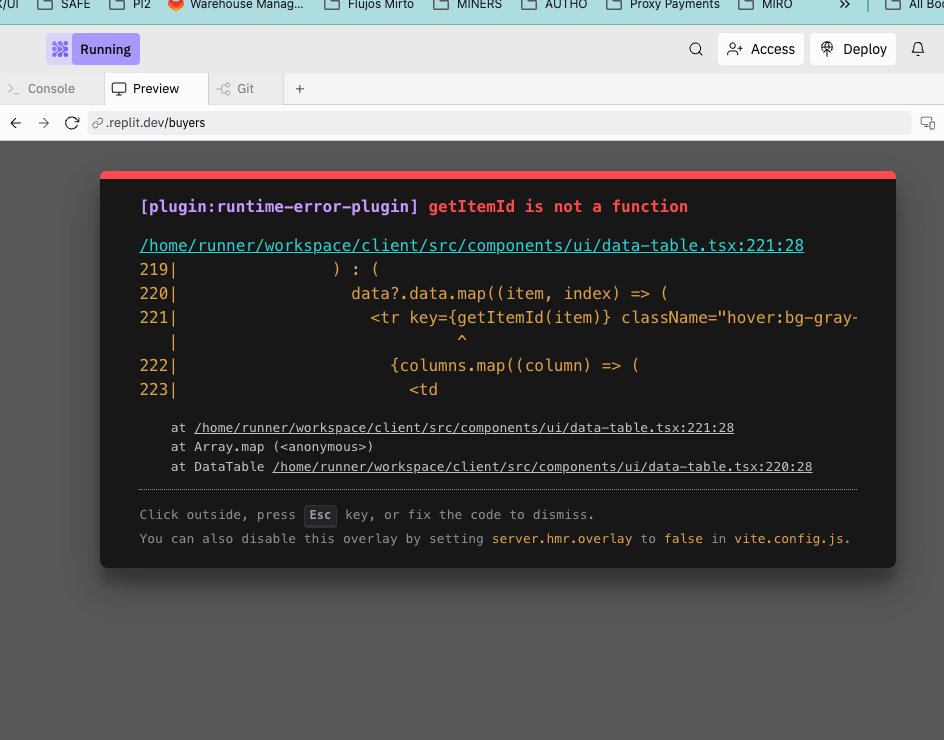 SAFE PI2 Warehouse Manag... Flujos Mirto MINERS AUTHO Proxy Payments MIRO » All Boo
Running Access Deploy
Console Preview Git +
.replit.dev/buyers
[plugin:runtime-error-plugin] getItemId is not a function
/home/runner/workspace/client/src/components/ui/data-table.tsx:221:28
219| ) : (
220| data?.data.map((item, index) => (
221| <tr key={getItemId(item)} className="hover:bg-gray-
| ^
222| {columns.map((column) => (
223| <td
at /home/runner/workspace/client/src/components/ui/data-table.tsx:221:28
at Array.map (<anonymous>)
at DataTable /home/runner/workspace/client/src/components/ui/data-table.tsx:220:28
Click outside, press Esc key, or fix the code to dismiss.
You can also disable this overlay by setting server.hmr.overlay to false in vite.config.js.